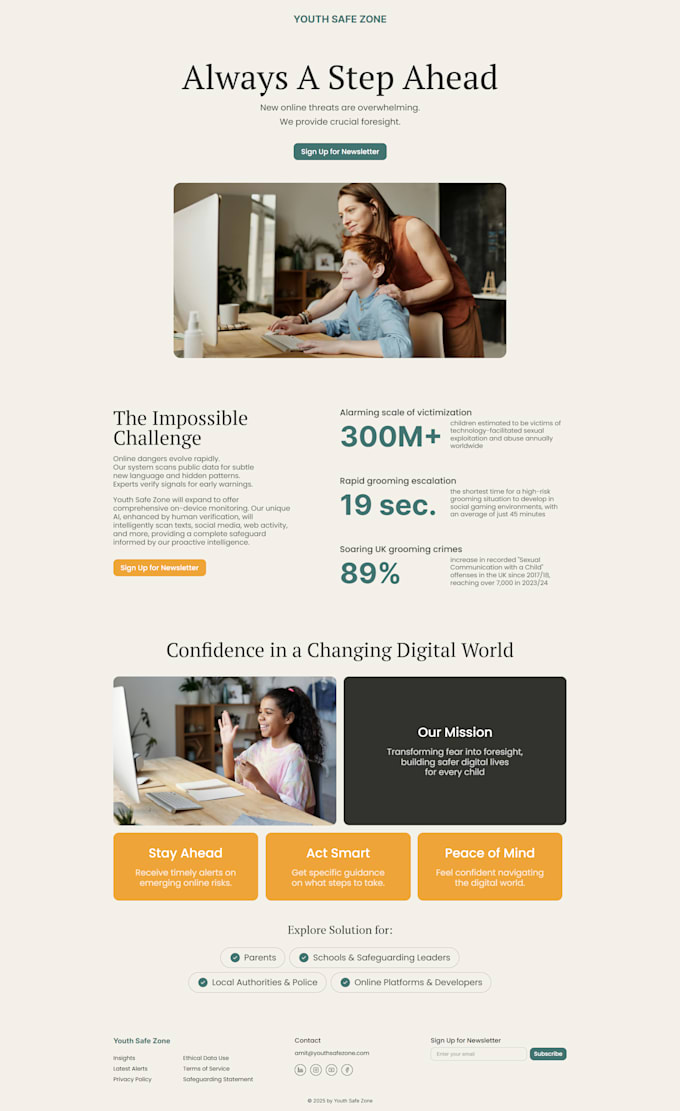 YOUTH SAFE ZONE
Always A Step Ahead
New online threats are overwhelming.
We provide crucial foresight.
Sign Up for Newsletter
The Impossible
Challenge
Online dangers evolve rapidly.
Our system scans public data for subtle
new language and hidden patterns.
Experts verify signals for early warnings.
Youth Safe Zone will expand to offer
comprehensive on-device monitoring. Our unique
AI, enhanced by human verification, will
intelligently scan texts, social media, web activity,
and more, providing a complete safeguard
informed by our proactive intelligence.
Sign Up for Newsletter
Alarming scale of victimization
300M+
children estimated to be victims of
technology-facilitated sexual
exploitation and abuse annually
worldwide
Rapid grooming escalation
19 sec.
the shortest time for a high-risk
grooming situation to develop in
social gaming environments, with
an average of just 45 minutes
Soaring UK grooming crimes
89%
increase in recorded "Sexual
Communication with a Child"
offenses in the UK since 2017/18,
reaching over 7,000 in 2023/24
Confidence in a Changing Digital World
Our Mission
Transforming fear into foresight,
building safer digital lives
for every child
Stay Ahead
Receive timely alerts on
emerging online risks.
Act Smart
Get specific guidance
on what steps to take.
Peace of Mind
Feel confident navigating
the digital world.
Explore Solution for:
Parents
Schools & Safeguarding Leaders
Local Authorities & Police
Online Platforms & Developers
Youth Safe Zone
Insights
Latest Alerts
Privacy Policy
Ethical Data Use
Terms of Service
Safeguarding Statement
Contact
amit@youthsafezone.com
Sign Up for Newsletter
Enter your email
Subscribe
© 2025 by Youth Safe Zone